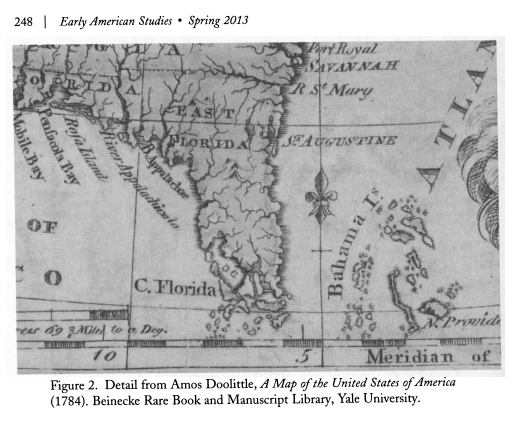 248 | Early American Studies • Spring 2013
Port Royal
SAVANNAH
R St Mary
ORIDA
EAST
FLORIDA
St. AUGUSTINE
Mobile Bay
Pensacola Bay
Rosa Island
River Appalachicola
B. Appalachee
ATLAN
OF
O
C. Florida
Bahama Is
N. Provid
69 ½ Miles to a Deg.
10
5
Meridian of
Figure 2. Detail from Amos Doolittle, A Map of the United States of America
(1784). Beinecke Rare Book and Manuscript Library, Yale University.